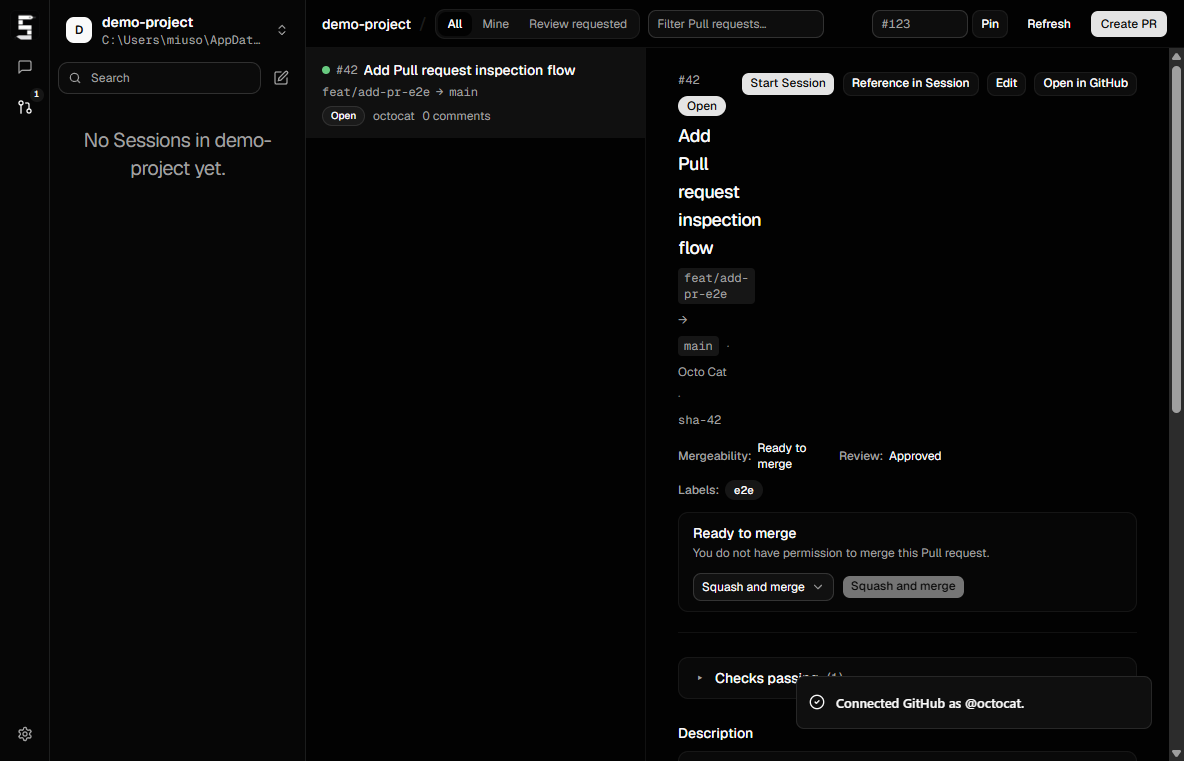 D
demo-project
C:\Users\miuso\AppDat…
Search
1
No Sessions in demo-
project yet.
demo-project / All Mine Review requested Filter Pull requests… #123 Pin Refresh Create PR
#42 Add Pull request inspection flow
feat/add-pr-e2e → main
Open octocat 0 comments
#42 Start Session Reference in Session Edit Open in GitHub
Open
Add
Pull
request
inspection
flow
feat/add-
pr-e2e
→
main ·
Octo Cat
·
sha-42
Mergeability: Ready to
merge
Review: Approved
Labels: e2e
Ready to merge
You do not have permission to merge this Pull request.
Squash and merge Squash and merge
Checks passing (1)
Connected GitHub as @octocat.
Description